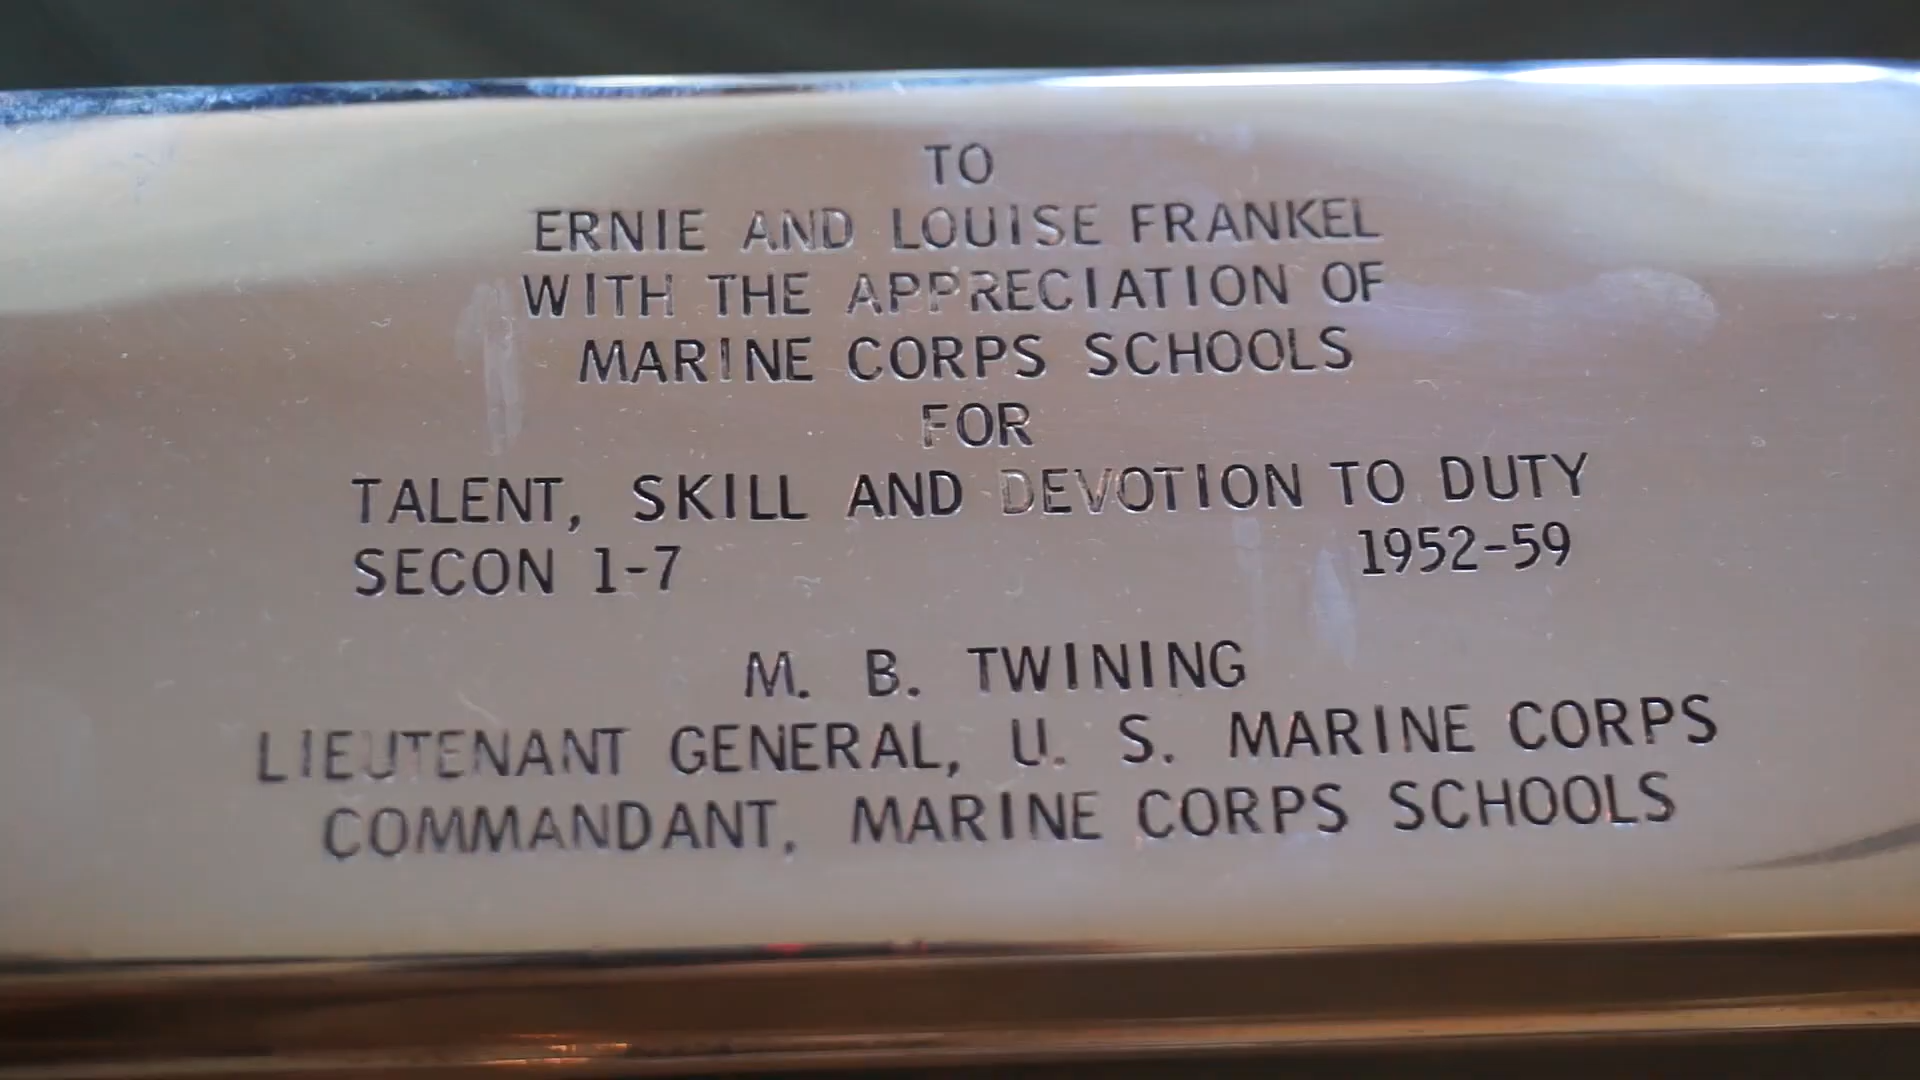 TO
ERNIE AND LOUISE FRANKEL
WITH THE APPRECIATION OF
MARINE CORPS SCHOOLS
FOR
TALENT, SKILL AND DEVOTION TO DUTY
SECON 1-7 1952-59
M. B. TWINING
LIEUTENANT GENERAL, U. S. MARINE CORPS
COMMANDANT, MARINE CORPS SCHOOLS